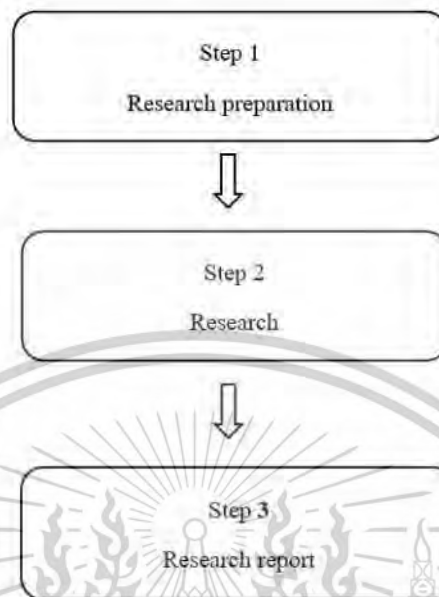 Step 1
Research preparation
Step 2
Research
Step 3
Research report